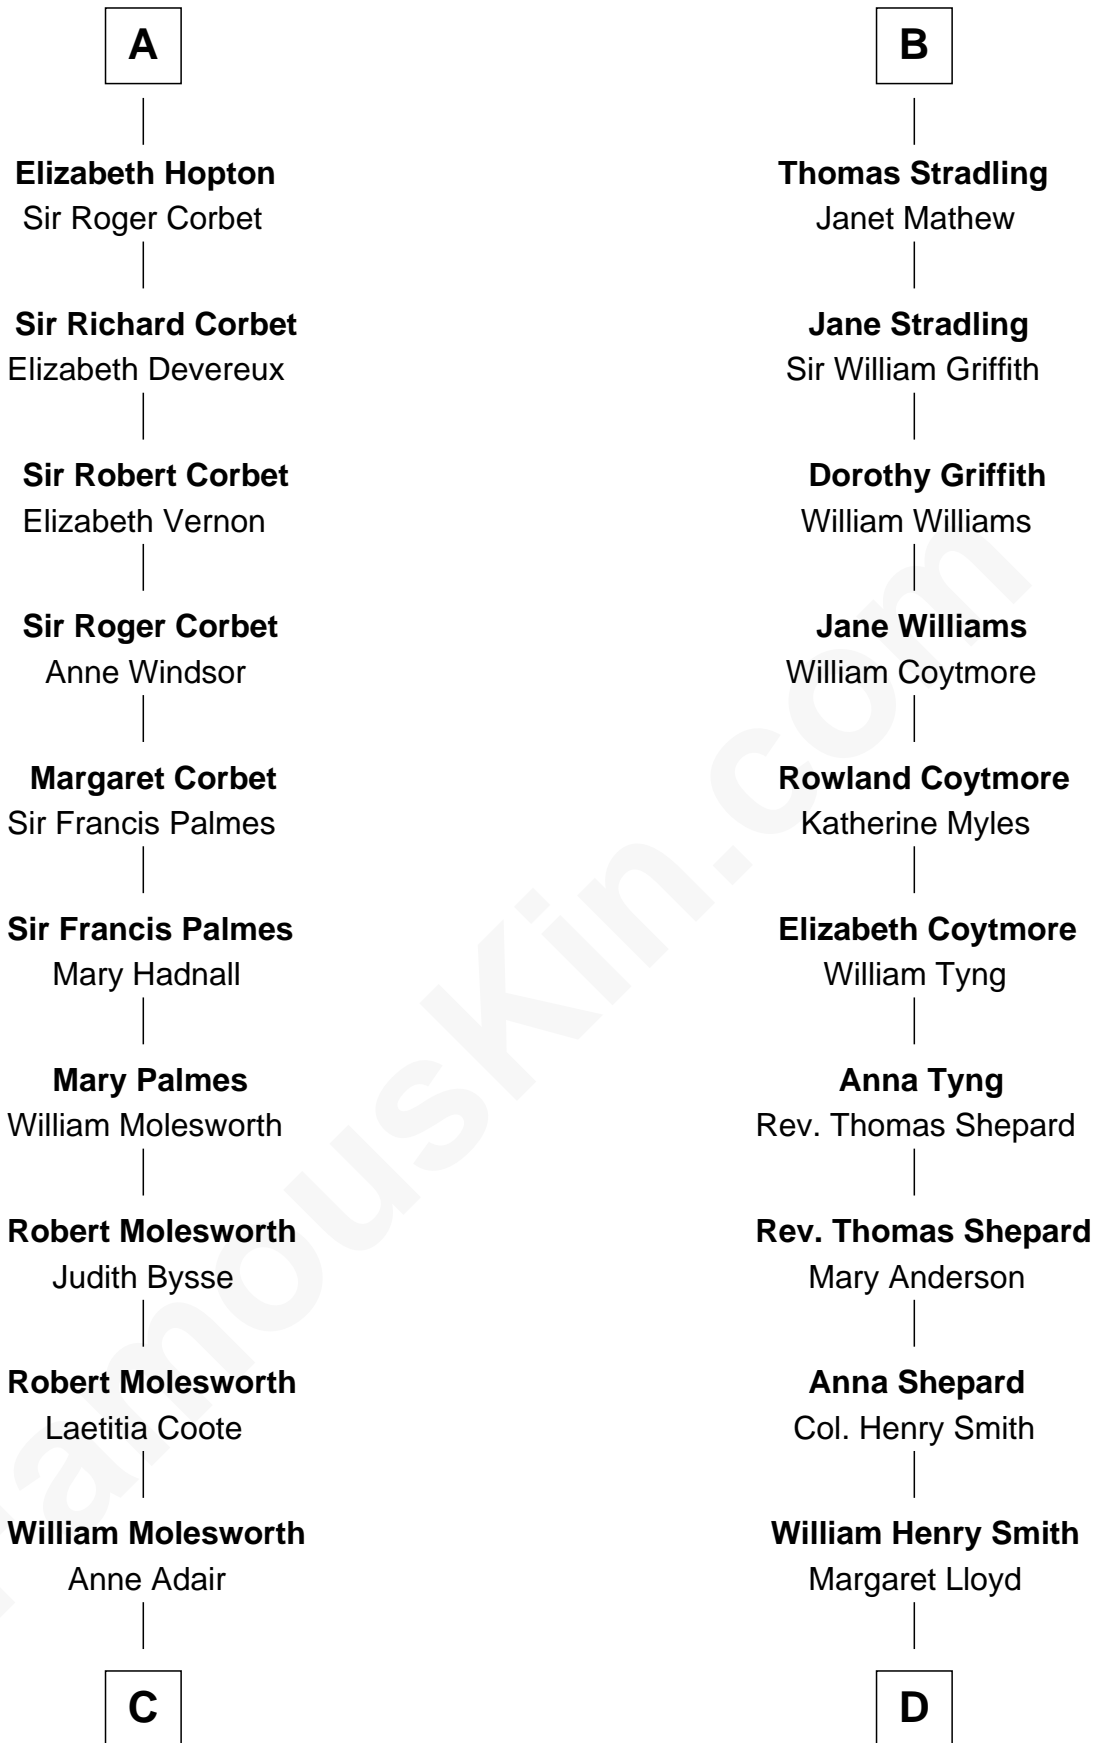 A
Elizabeth Hopton
Sir Roger Corbet
Sir Richard Corbet
Elizabeth Devereux
Sir Robert Corbet
Elizabeth Vernon
Sir Roger Corbet
Anne Windsor
Margaret Corbet
Sir Francis Palmes
Sir Francis Palmes
Mary Hadnall
Mary Palmes
William Molesworth
Robert Molesworth
Judith Bysse
Robert Molesworth
Laetitia Coote
William Molesworth
Anne Adair
C
B
Thomas Stradling
Janet Mathew
Jane Stradling
Sir William Griffith
Dorothy Griffith
William Williams
Jane Williams
William Coytmore
Rowland Coytmore
Katherine Myles
Elizabeth Coytmore
William Tyng
Anna Tyng
Rev. Thomas Shepard
Rev. Thomas Shepard
Mary Anderson
Anna Shepard
Col. Henry Smith
William Henry Smith
Margaret Lloyd
D
FamousKin.com